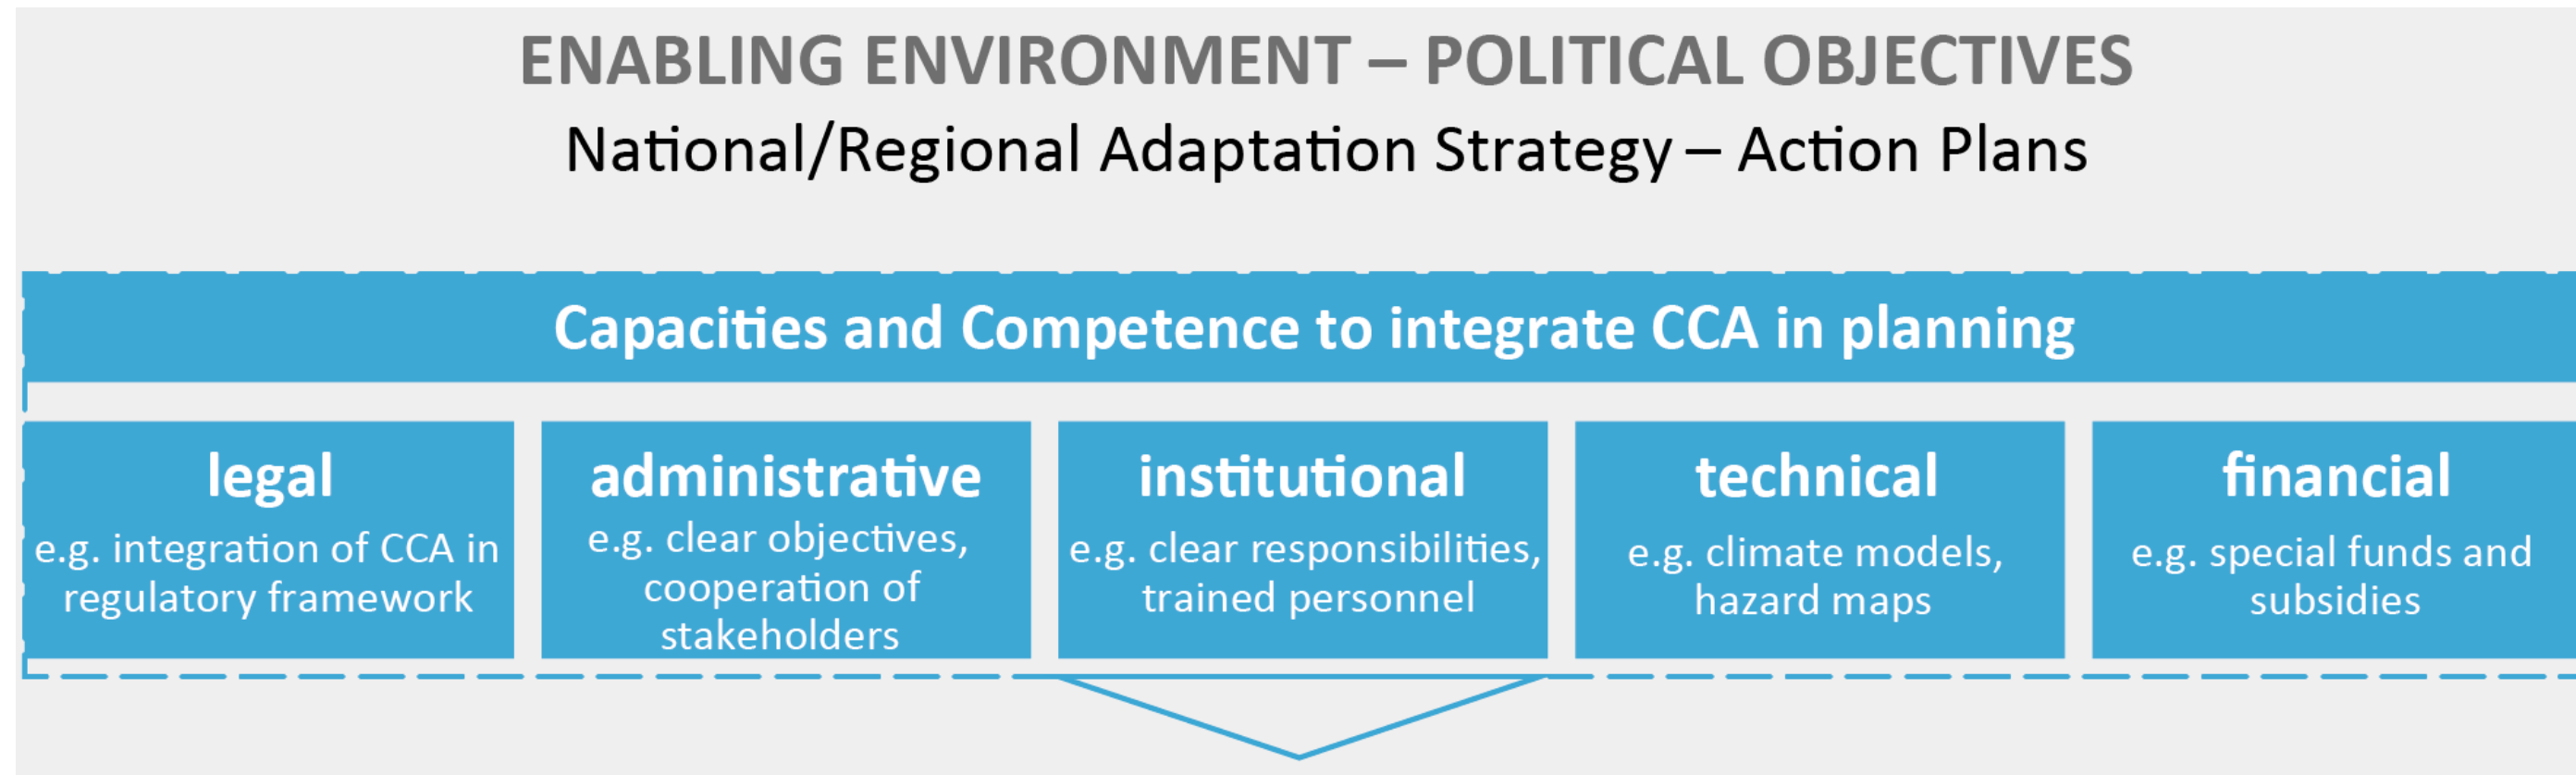 ENABLING ENVIRONMENT – POLITICAL OBJECTIVES
National/Regional Adaptation Strategy – Action Plans
Capacities and Competence to integrate CCA in planning
legal
e.g. integration of CCA in
regulatory framework
administrative
e.g. clear objectives,
cooperation of
stakeholders
institutional
e.g. clear responsibilities,
trained personnel
technical
e.g. climate models,
hazard maps
financial
e.g. special funds and
subsidies